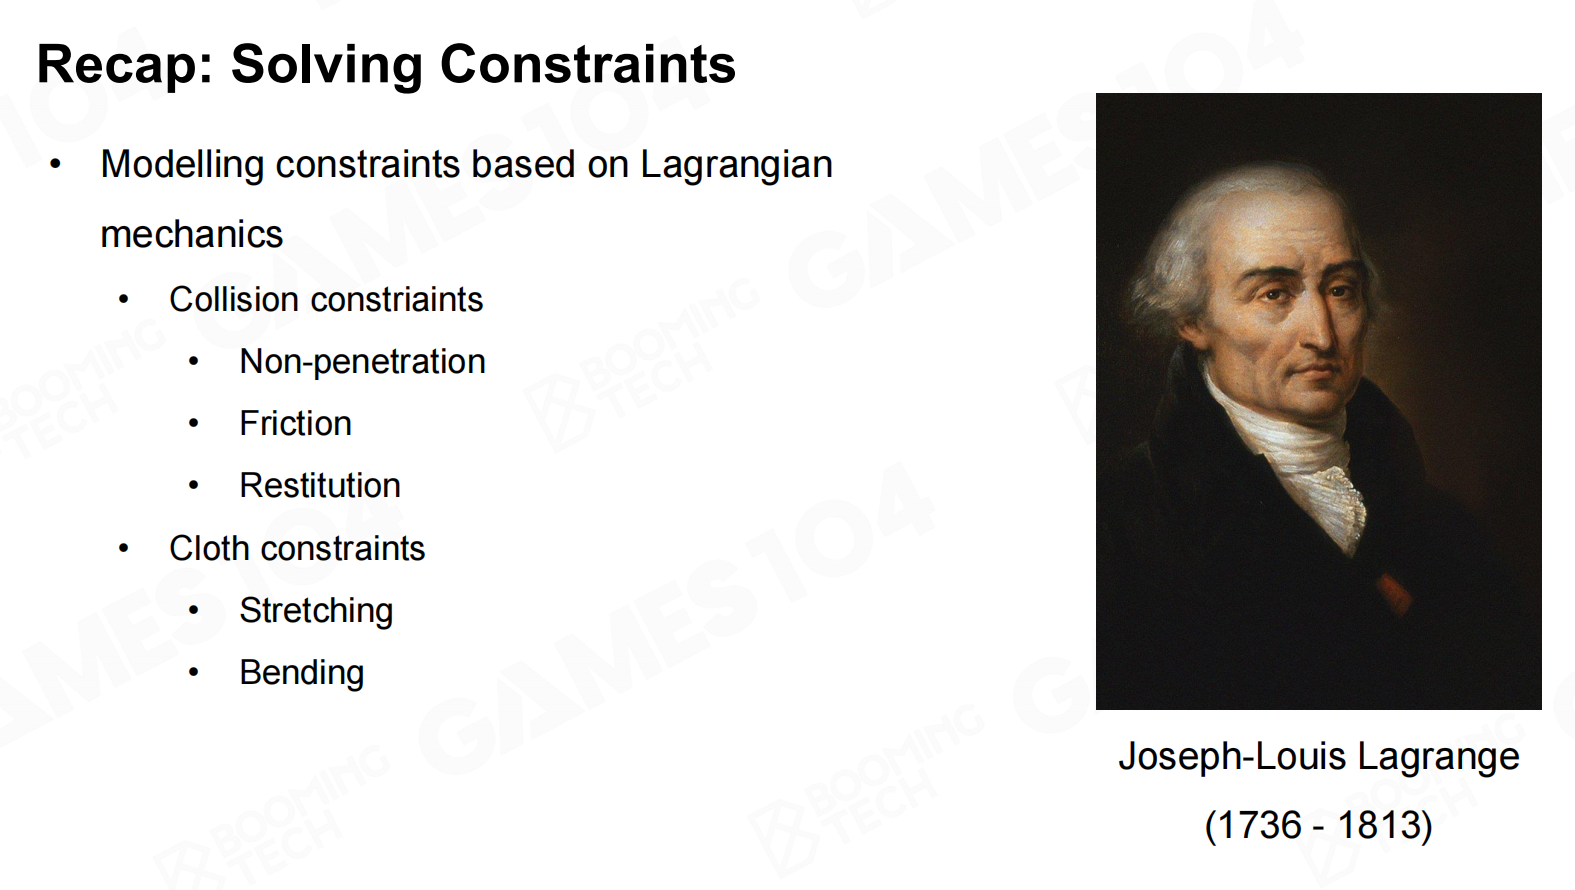 Recap: Solving Constraints
• Modelling constraints based on Lagrangian
mechanics
• Collision constriaints
• Non-penetration
• Friction
• Restitution
• Cloth constraints
• Stretching
• Bending
Joseph-Louis Lagrange
(1736 - 1813)
GAMES104
BOOMING
TECH